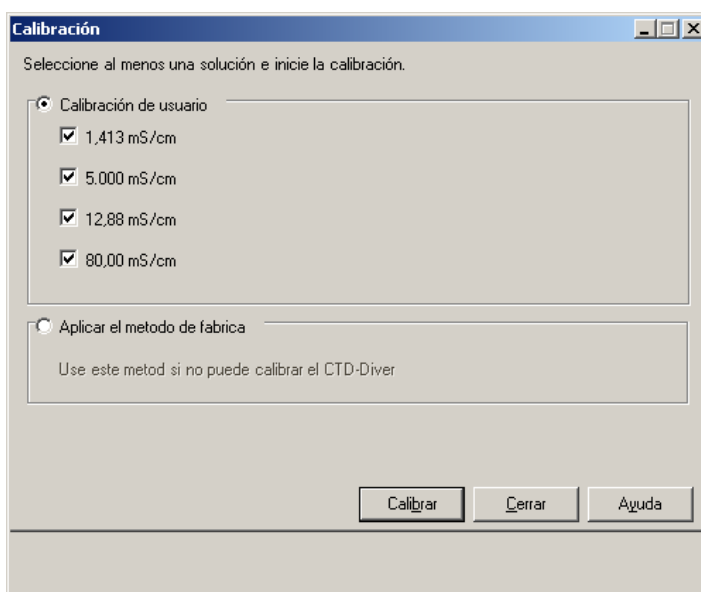 Calibración
Seleccione al menos una solución e inicie la calibración.
Calibración de usuario
1,413 mS/cm
5.000 mS/cm
12,88 mS/cm
80,00 mS/cm
Aplicar el metodo de fabrica
Use este metod si no puede calibrar el CTD-Diver
Calibrar Cerrar Ayuda